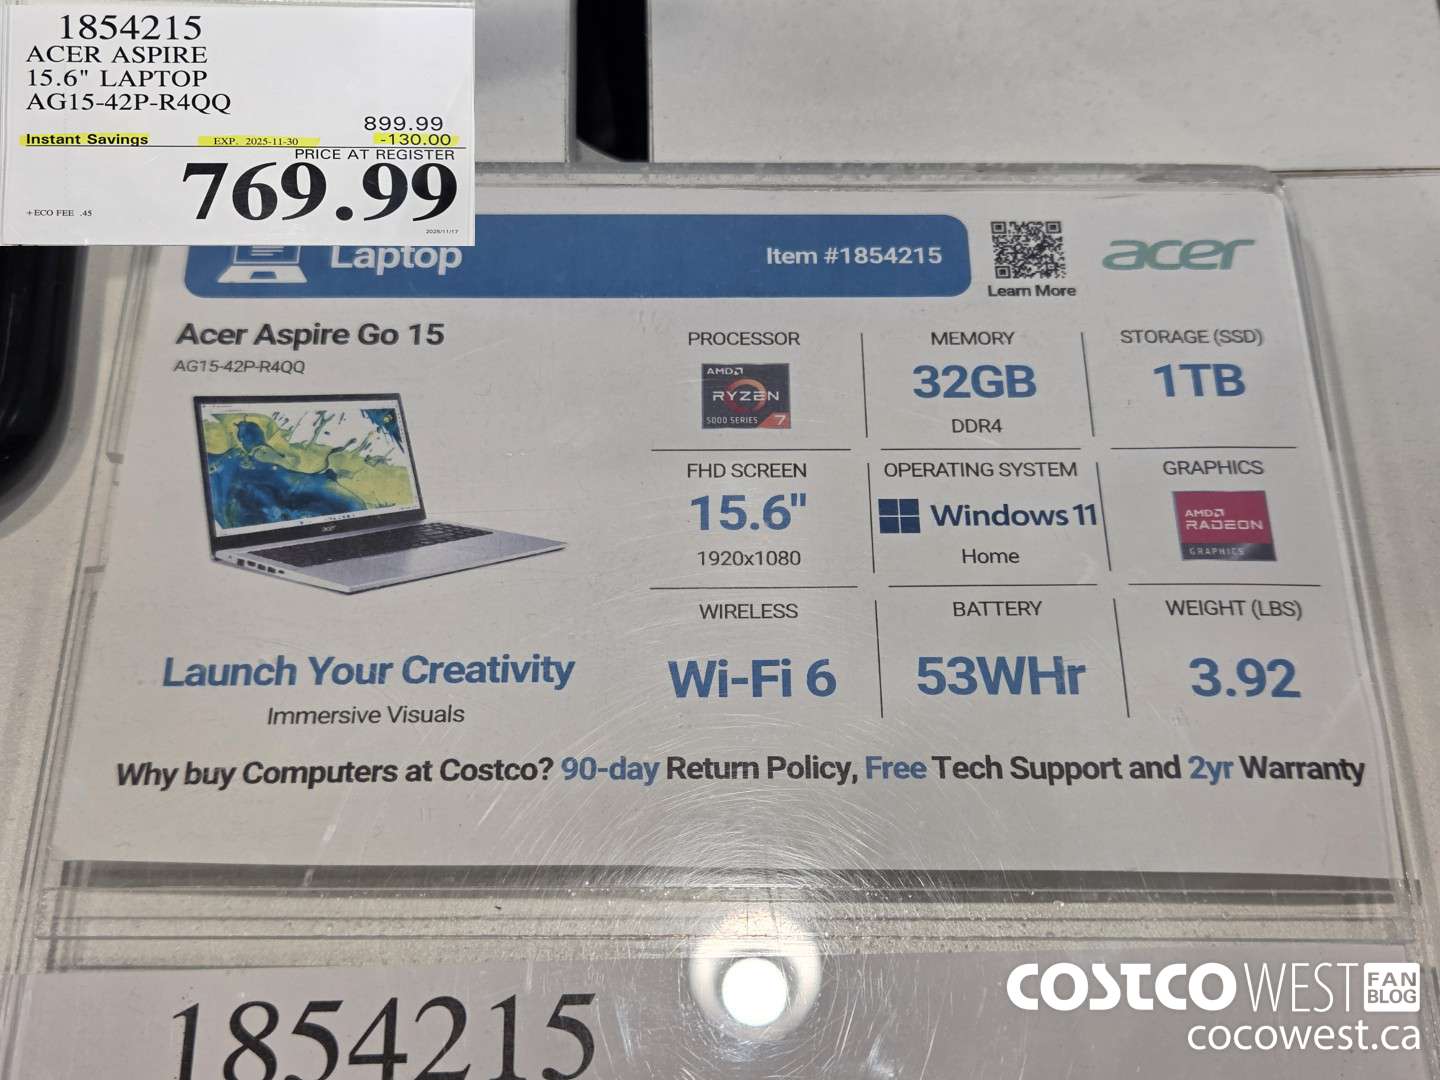 1854215
ACER ASPIRE
15.6" LAPTOP
AG15-42P-R4QQ
899.99
Instant Savings EXP. 2025-11-30 -130.00
PRICE AT REGISTER
769.99
+ECO FEE .45
2025/11/17
Laptop
Item #1854215
Learn More
acer
Acer Aspire Go 15
AG15-42P-R4QQ
PROCESSOR
AMD
RYZEN
5000 SERIES 7
MEMORY
32GB
DDR4
STORAGE (SSD)
1TB
FHD SCREEN
15.6"
1920x1080
OPERATING SYSTEM
Windows 11
Home
GRAPHICS
AMD
RADEON
GRAPHICS
WIRELESS
Wi-Fi 6
BATTERY
53WHr
WEIGHT (LBS)
3.92
Launch Your Creativity
Immersive Visuals
Why buy Computers at Costco? 90-day Return Policy, Free Tech Support and 2yr Warranty
1854215
COSTCO WEST FAN BLOG
cocowest.ca